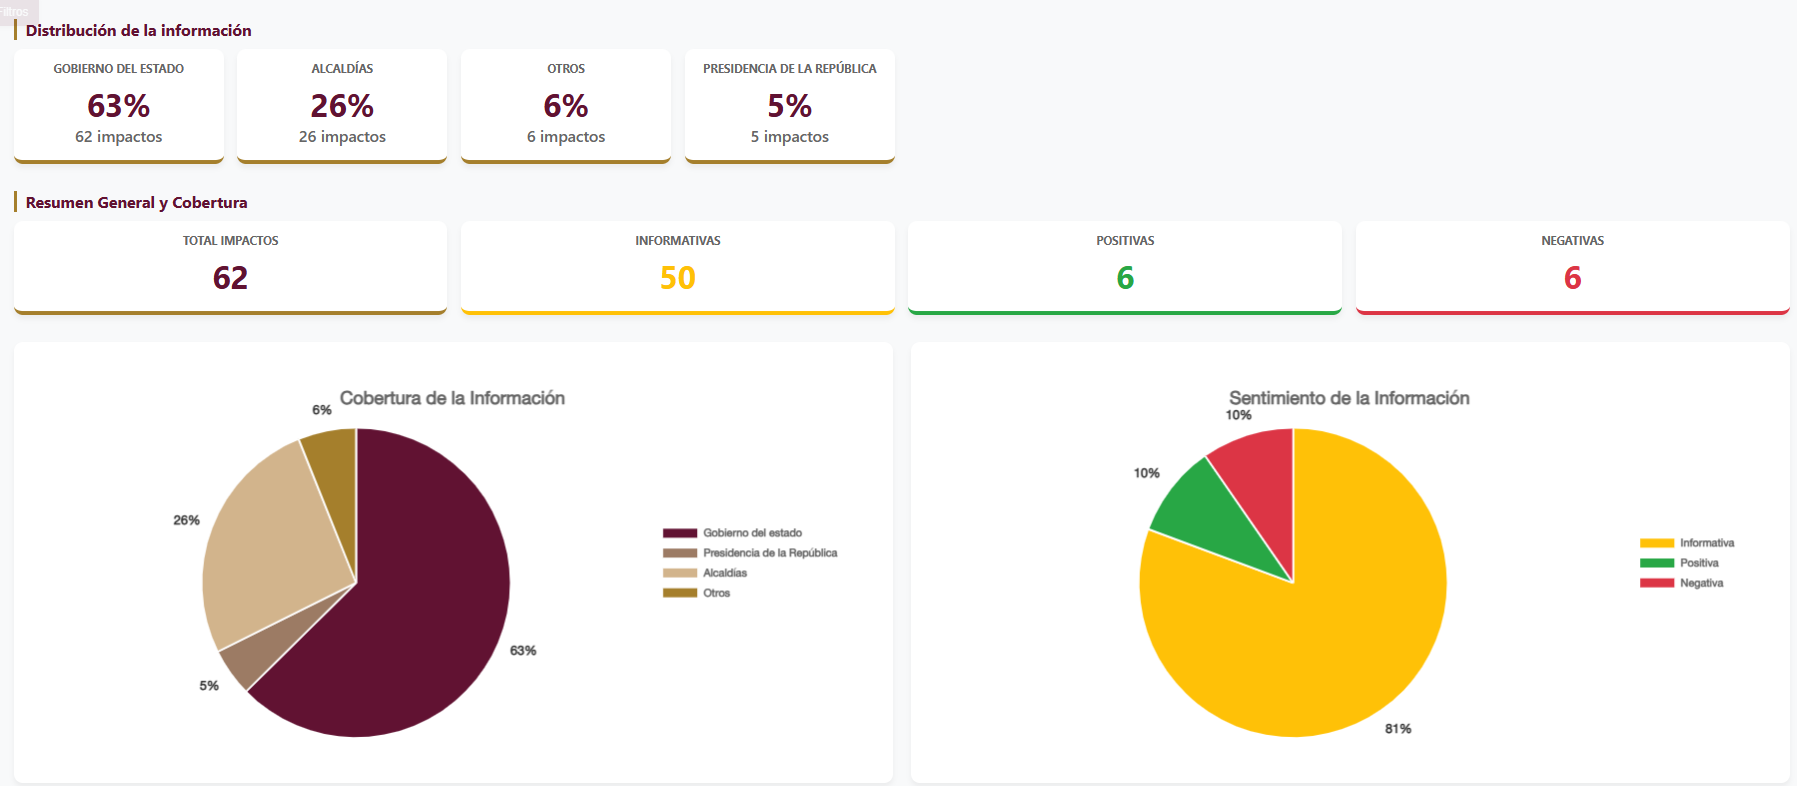 Filtros
Distribución de la información
GOBIERNO DEL ESTADO
63%
62 impactos
ALCALDÍAS
26%
26 impactos
OTROS
6%
6 impactos
PRESIDENCIA DE LA REPÚBLICA
5%
5 impactos
Resumen General y Cobertura
TOTAL IMPACTOS
62
INFORMATIVAS
50
POSITIVAS
6
NEGATIVAS
6
Cobertura de la Información
6%
26%
5%
63%
Gobierno del estado
Presidencia de la República
Alcaldías
Otros
Sentimiento de la Información
10%
10%
81%
Informativa
Positiva
Negativa